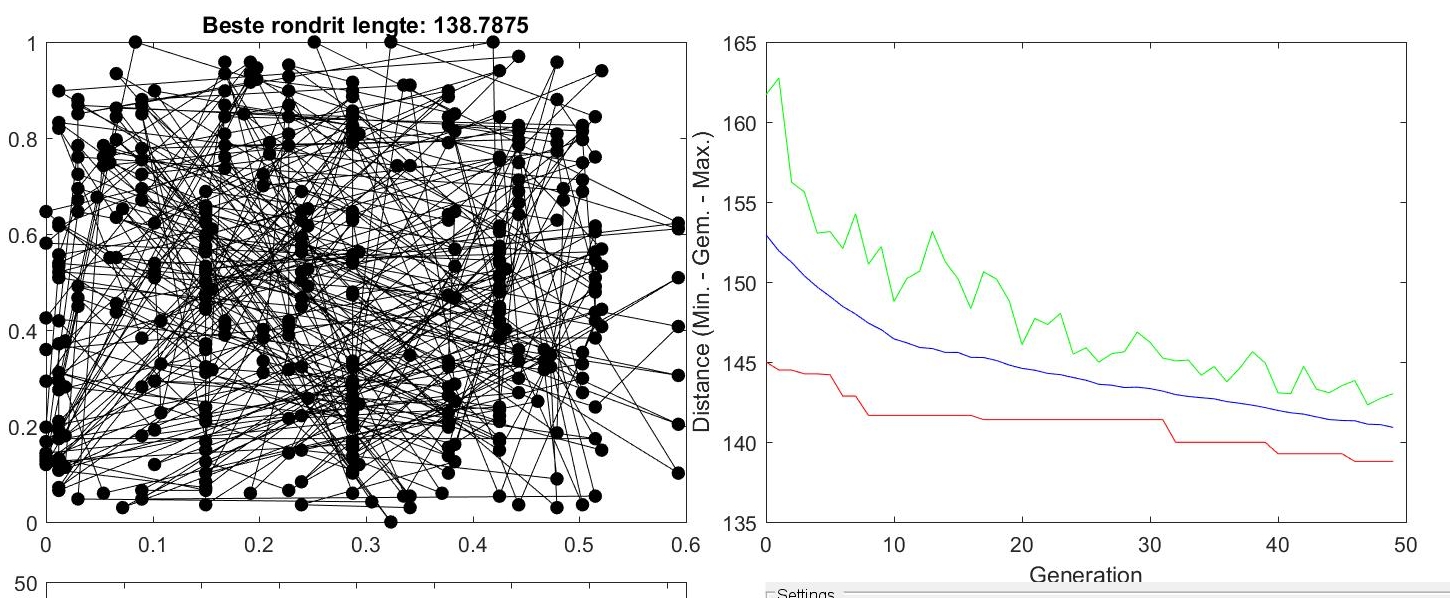 Beste rondrit lengte: 138.7875
1
0.8
0.6
0.4
0.2
0
0 0.1 0.2 0.3 0.4 0.5 0.6
50
165
160
155
150
145
140
135
Distance (Min. - Gem. - Max.)
0 10 20 30 40 50
Generation
Settings